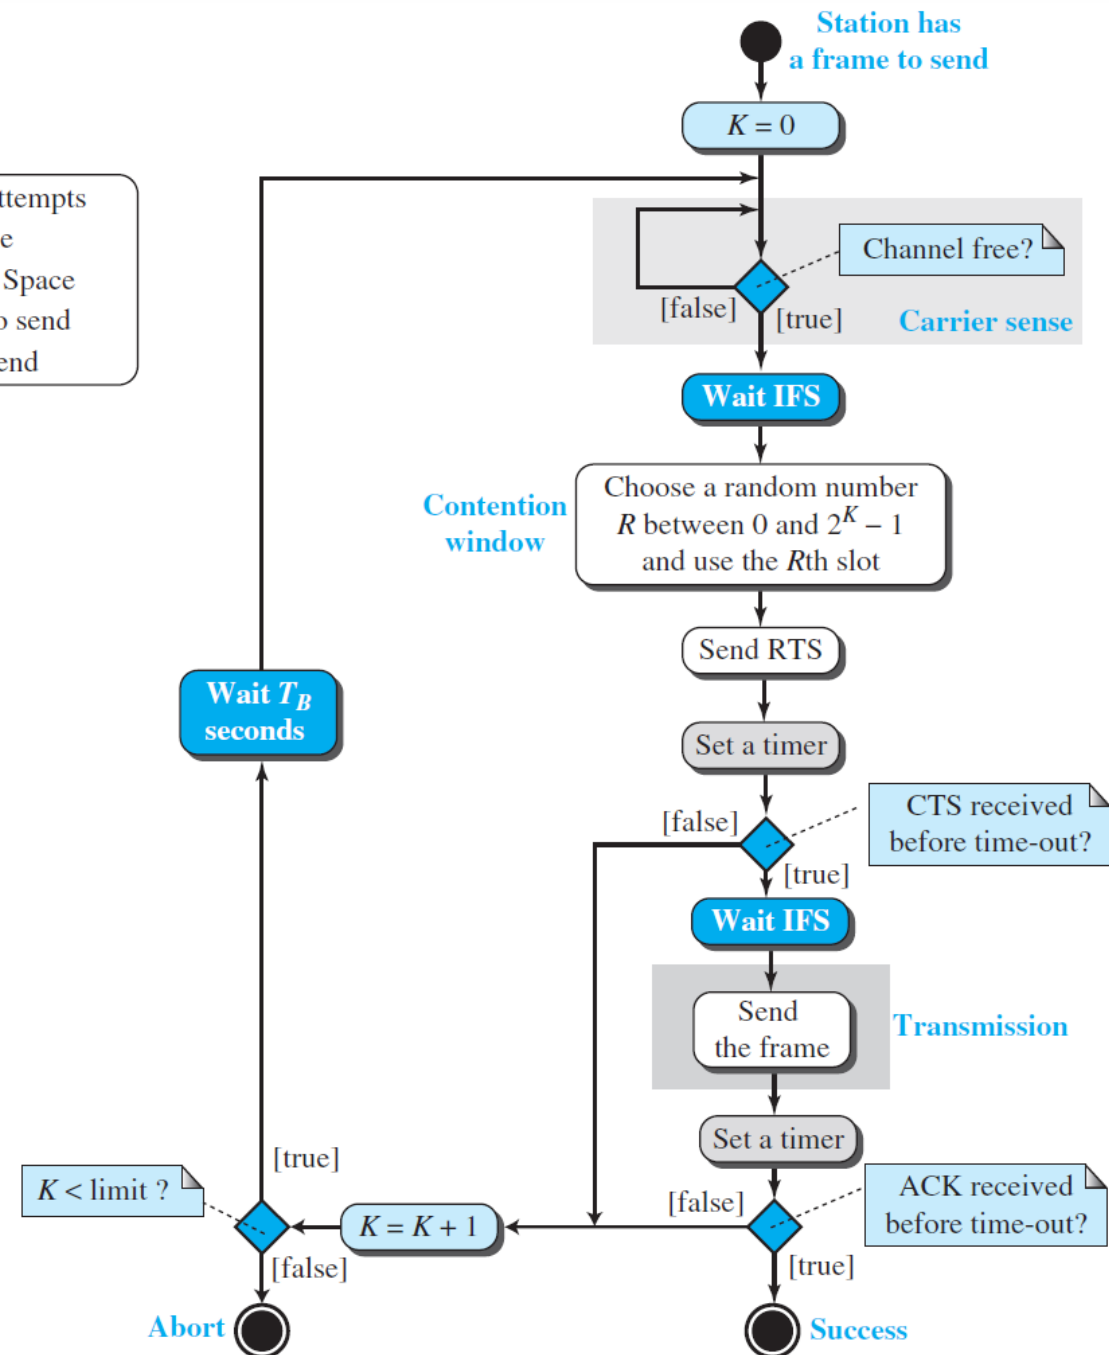 Station has
a frame to send
K = 0
Space
Channel free?
[false]
[true]
Carrier sense
Wait IFS
Contention
window
Choose a random number
R between 0 and 2^K – 1
and use the Rth slot
Send RTS
Wait T_B
seconds
Set a timer
[false]
CTS received
before time-out?
[true]
Wait IFS
Send
the frame
Transmission
Set a timer
[true]
K < limit ?
[false]
ACK received
before time-out?
K = K + 1
[false]
[true]
Abort
Success
send